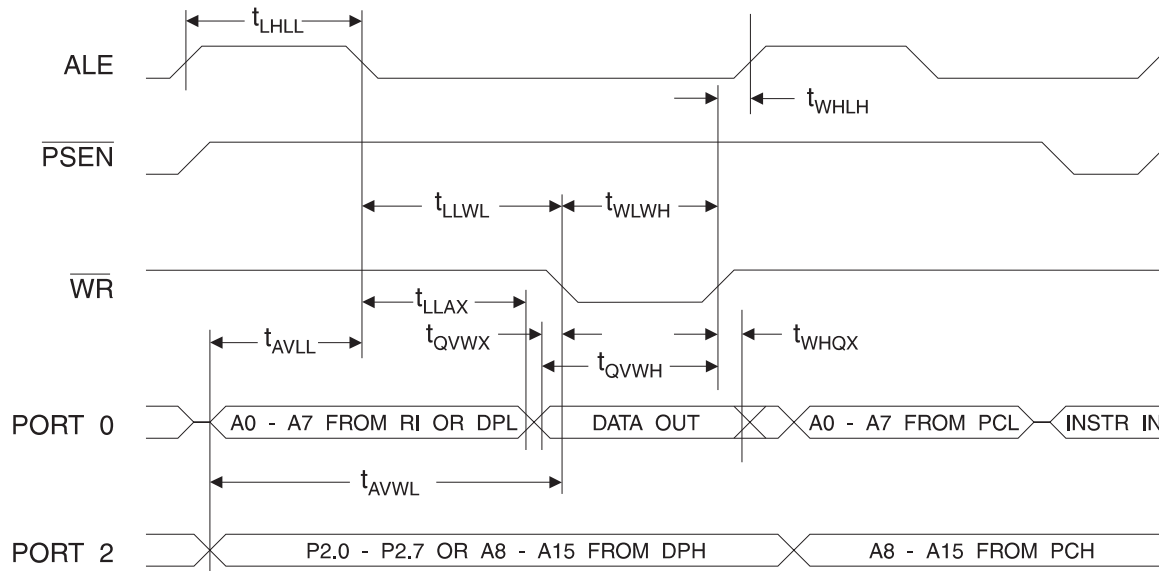 tLHLL
ALE
tWHLH
PSEN
tLLWL
tWLWH
WR
tLLAX
tQVWX
tWHQX
tAVLL
tQVWH
PORT 0
A0 - A7 FROM RI OR DPL
DATA OUT
A0 - A7 FROM PCL
INSTR IN
tAVWL
PORT 2
P2.0 - P2.7 OR A8 - A15 FROM DPH
A8 - A15 FROM PCH